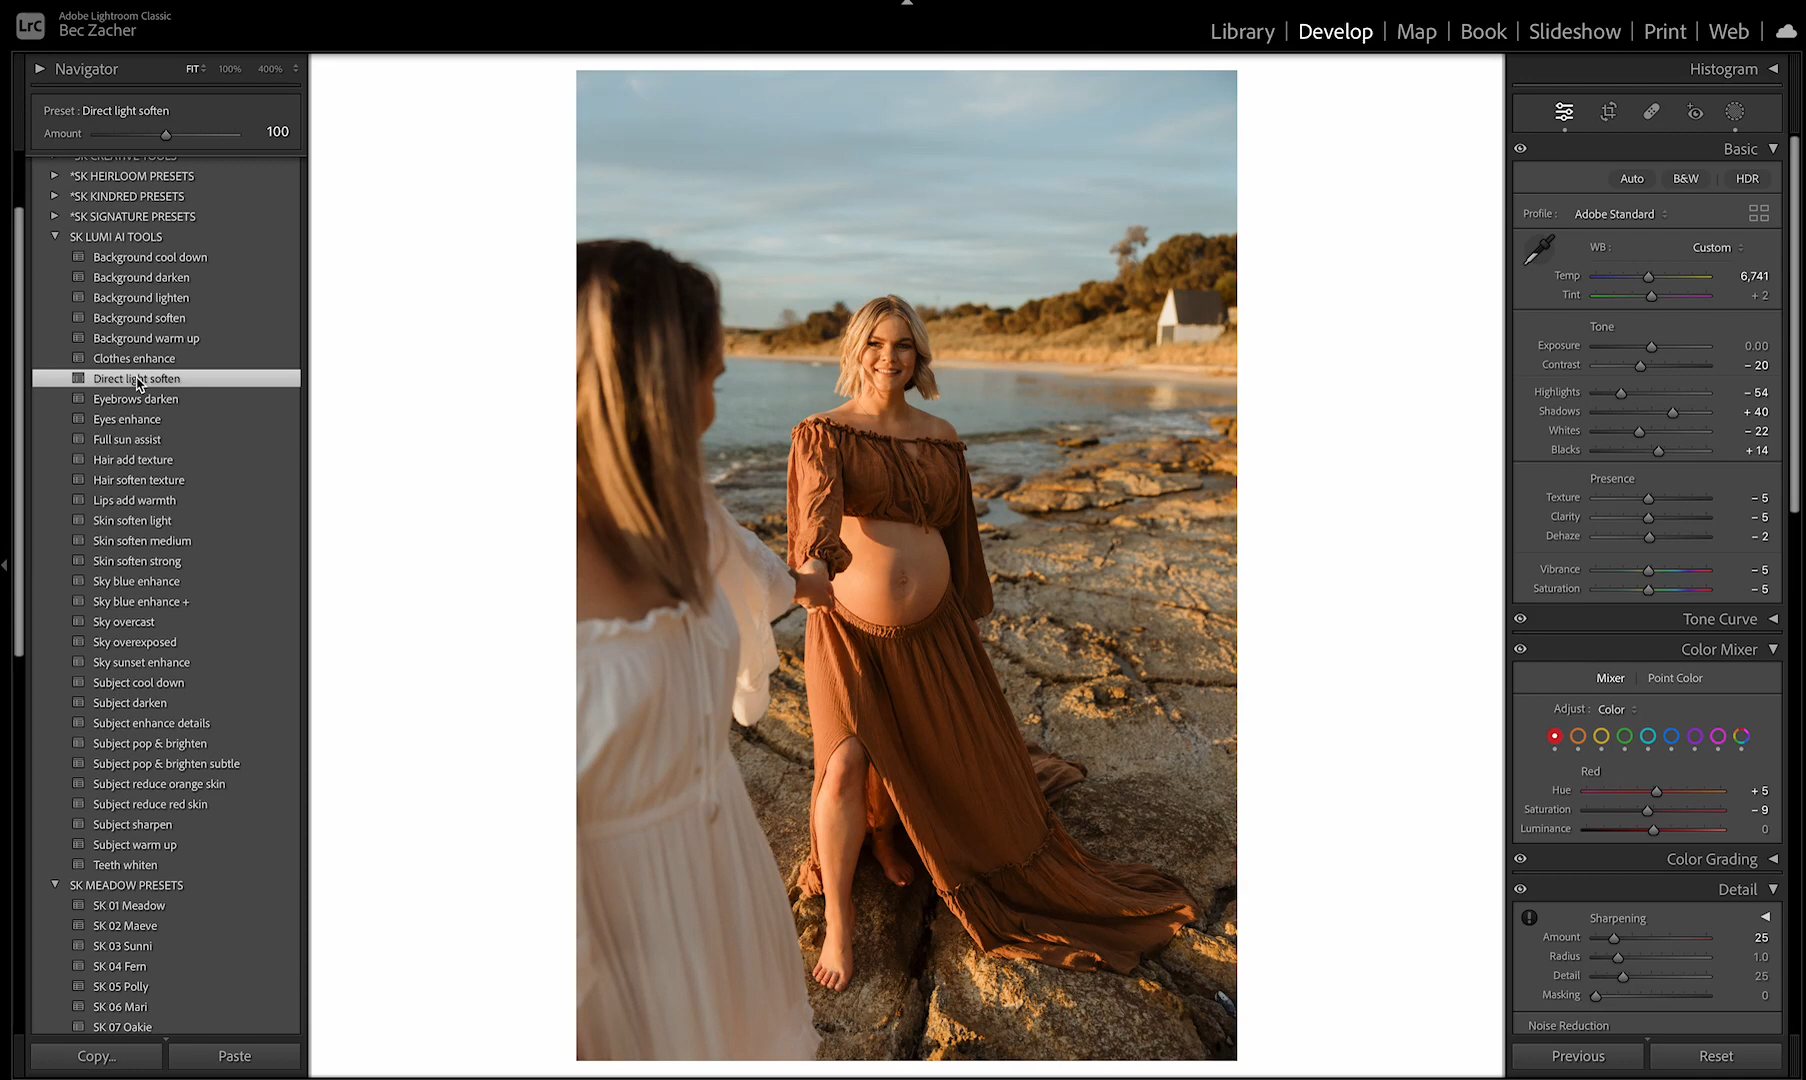 LrC
Adobe Lightroom Classic
Bec Zacher
Library | Develop | Map | Book | Slideshow | Print | Web
Navigator
FIT 100% 400%
Preset : Direct light soften
Amount 100
*SK CREATIVE TOOLS
*SK HEIRLOOM PRESETS
*SK KINDRED PRESETS
*SK SIGNATURE PRESETS
SK LUMI AI TOOLS
Background cool down
Background darken
Background lighten
Background soften
Background warm up
Clothes enhance
Direct light soften
Eyebrows darken
Eyes enhance
Full sun assist
Hair add texture
Hair soften texture
Lips add warmth
Skin soften light
Skin soften medium
Skin soften strong
Sky blue enhance
Sky blue enhance +
Sky overcast
Sky overexposed
Sky sunset enhance
Subject cool down
Subject darken
Subject enhance details
Subject pop & brighten
Subject pop & brighten subtle
Subject reduce orange skin
Subject reduce red skin
Subject sharpen
Subject warm up
Teeth whiten
SK MEADOW PRESETS
SK 01 Meadow
SK 02 Maeve
SK 03 Sunni
SK 04 Fern
SK 05 Polly
SK 06 Mari
SK 07 Oakie
Copy... Paste
Histogram
Basic
Auto B&W | HDR
Profile : Adobe Standard
WB : Custom
Temp 6,741
Tint + 2
Tone
Exposure 0.00
Contrast − 20
Highlights − 54
Shadows + 40
Whites − 22
Blacks + 14
Presence
Texture − 5
Clarity − 5
Dehaze − 2
Vibrance − 5
Saturation − 5
Tone Curve
Color Mixer
Mixer | Point Color
Adjust : Color
Red
Hue + 5
Saturation − 9
Luminance 0
Color Grading
Detail
Sharpening
Amount 25
Radius 1.0
Detail 25
Masking 0
Noise Reduction
Previous Reset